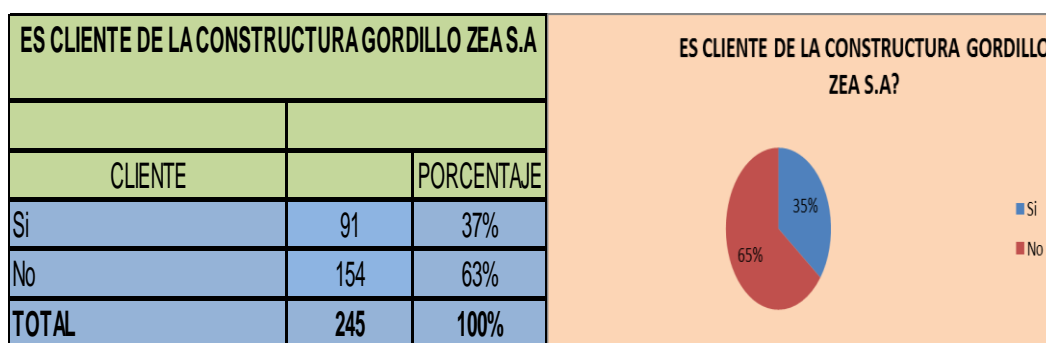 ES CLIENTE DE LA CONSTRUCTURA GORDILLO ZEA S.A
CLIENTE PORCENTAJE
Si 91 37%
No 154 63%
TOTAL 245 100%
ES CLIENTE DE LA CONSTRUCTURA GORDILLO
ZEA S.A?
35%
65%
Si
No